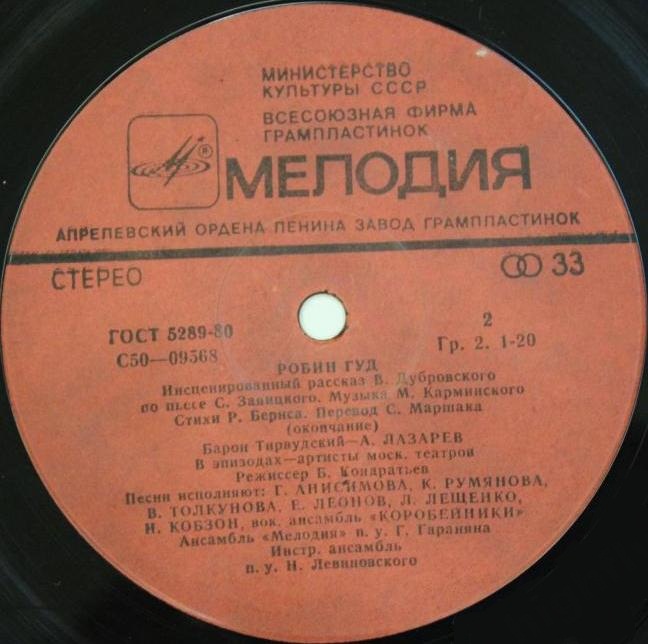 МИНИСТЕРСТВО
КУЛЬТУРЫ СССР
ВСЕСОЮЗНАЯ ФИРМА
ГРАМПЛАСТИНОК
®
МЕЛОДИЯ
АПРЕЛЕВСКИЙ ОРДЕНА ЛЕНИНА ЗАВОД ГРАМПЛАСТИНОК
СТЕРЕО
33
ГОСТ 5289-80
С50—09568
2
Гр. 2. 1-20
РОБИН ГУД
Инсценированный рассказ В. Дубровского
по пьесе С. Заяицкого. Музыка М. Карминского
Стихи Р. Бернса. Перевод С. Маршака
(окончание)
Барон Тирвудский—А. ЛАЗАРЕВ
В эпизодах—артисты моск. театров
Режиссер Б. Кондратьев
Песни исполняют: Г. АНИСИМОВА, К. РУМЯНОВА,
В. ТОЛКУНОВА, Е. ЛЕОНОВ, Л. ЛЕЩЕНКО,
И. КОБЗОН, вок. ансамбль «КОРОБЕЙНИКИ»
Ансамбль «Мелодия» п. у. Г. Гараняна
Инстр. ансамбль
п. у. Н. Левиновского